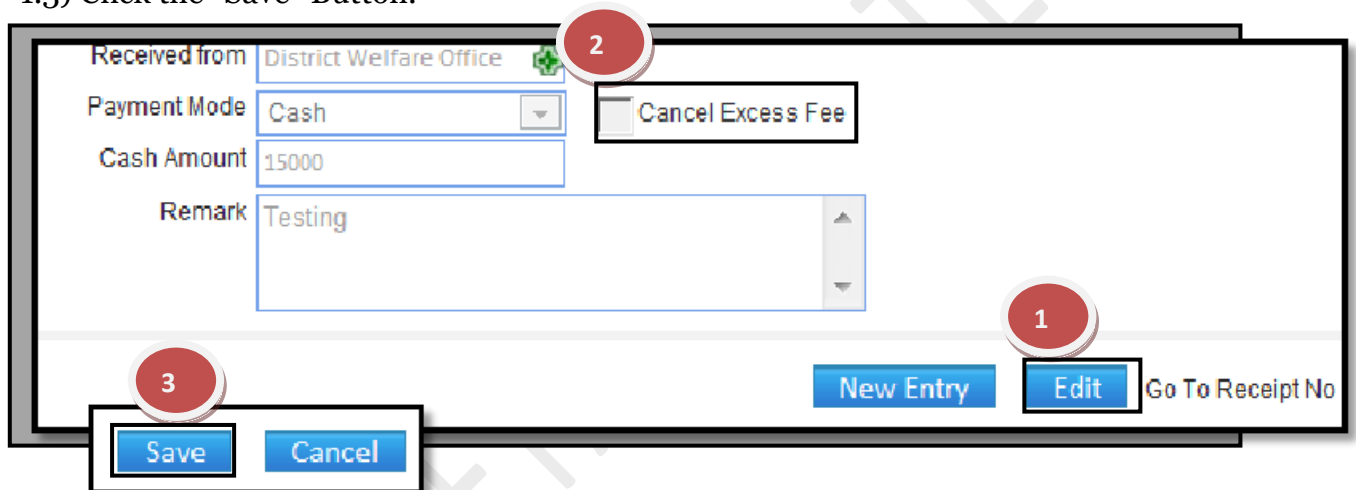 1.3) Click the "Save" Button.
2
Received from District Welfare Office
Payment Mode Cash Cancel Excess Fee
Cash Amount 15000
Remark Testing
1
3
New Entry Edit Go To Receipt No
Save Cancel